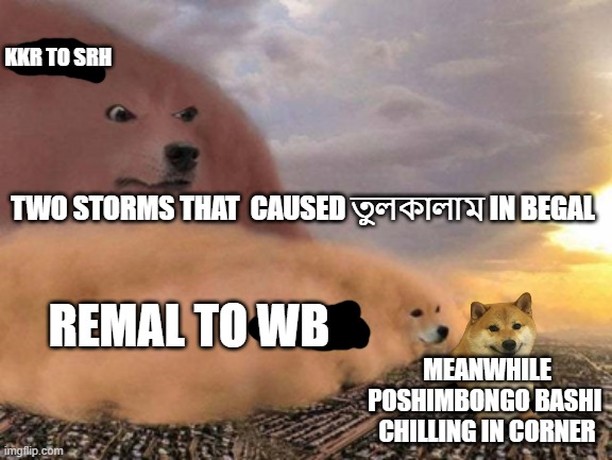 KKR TO SRH
TWO STORMS THAT CAUSED তুলকালাম IN BEGAL
REMAL TO WB
MEANWHILE
POSHIMBONGO BASHI
CHILLING IN CORNER
imgflip.com